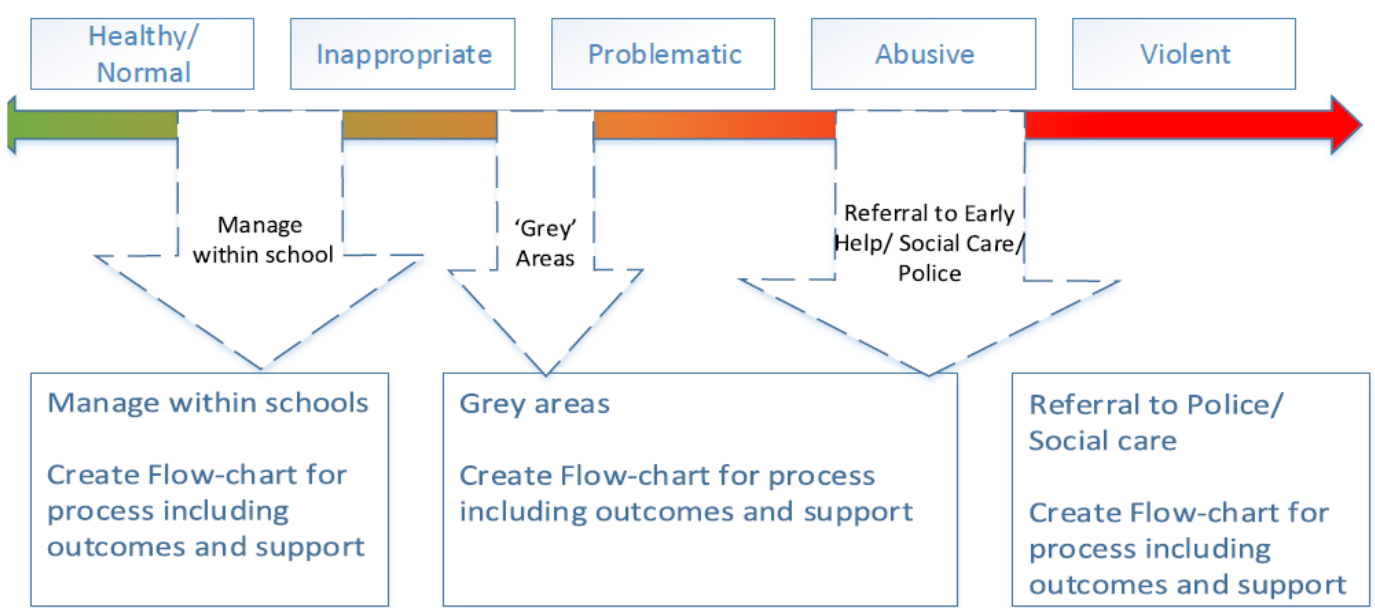 Healthy/
Normal
Inappropriate
Problematic
Abusive
Violent
Manage
within school
‘Grey’
Areas
Referral to Early
Help/ Social Care/
Police
Manage within schools
Create Flow-chart for
process including
outcomes and support
Grey areas
Create Flow-chart for process
including outcomes and support
Referral to Police/
Social care
Create Flow-chart for
process including
outcomes and support